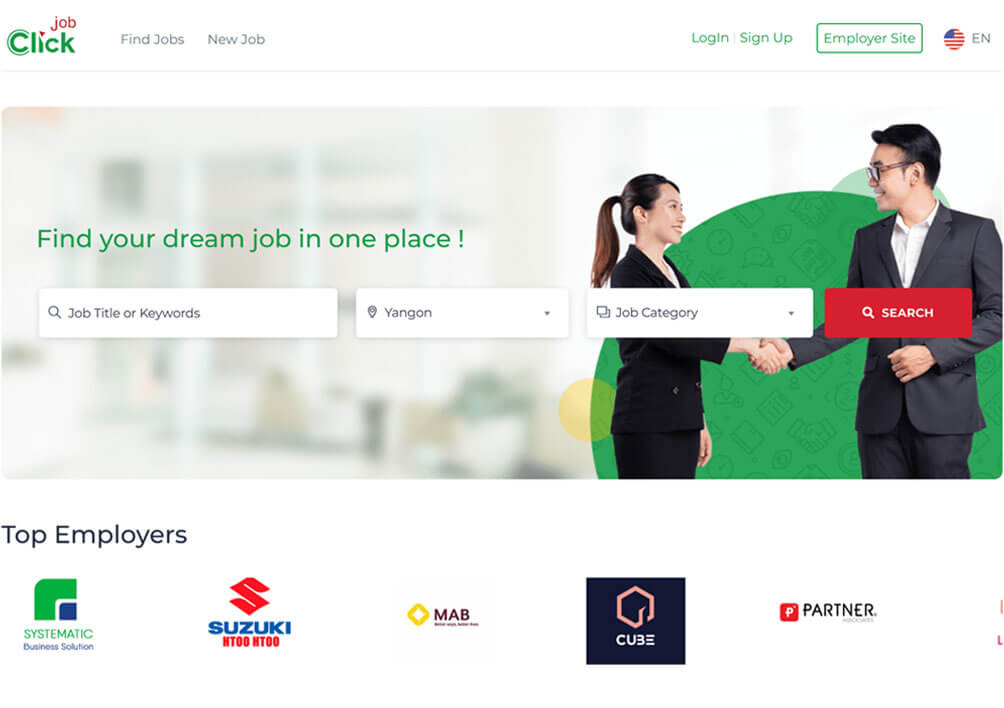 job
Click
Find Jobs
New Job
LogIn
Sign Up
Employer Site
EN
Find your dream job in one place !
Job Title or Keywords
Yangon
Job Category
SEARCH
Top Employers
SYSTEMATIC
Business Solution
SUZUKI
HTOO HTOO
MAB
CUBE
PARTNER
ASSOCIATES